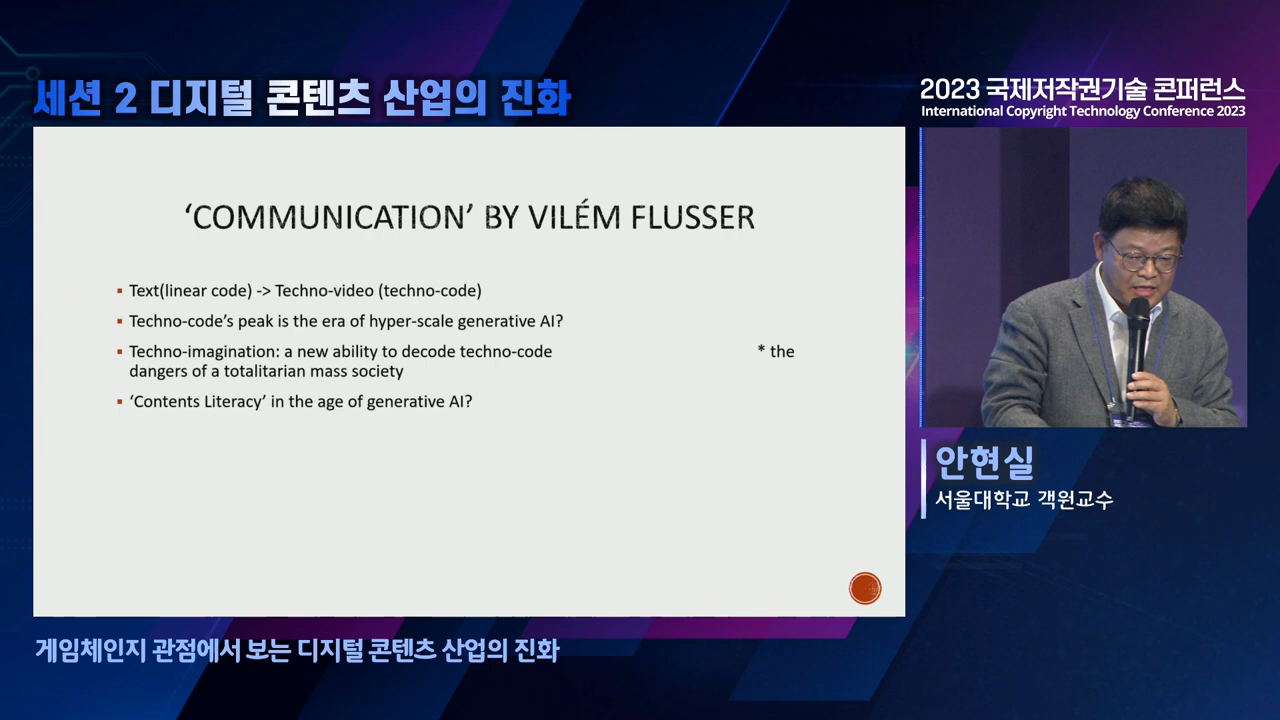 세션 2 디지털 콘텐츠 산업의 진화
2023 국제저작권기술 콘퍼런스
International Copyright Technology Conference 2023
‘COMMUNICATION’ BY VILÉM FLUSSER
▪ Text(linear code) -> Techno-video (techno-code)
▪ Techno-code’s peak is the era of hyper-scale generative AI?
▪ Techno-imagination: a new ability to decode techno-code * the
dangers of a totalitarian mass society
▪ ‘Contents Literacy’ in the age of generative AI?
안현실
서울대학교 객원교수
게임체인지 관점에서 보는 디지털 콘텐츠 산업의 진화